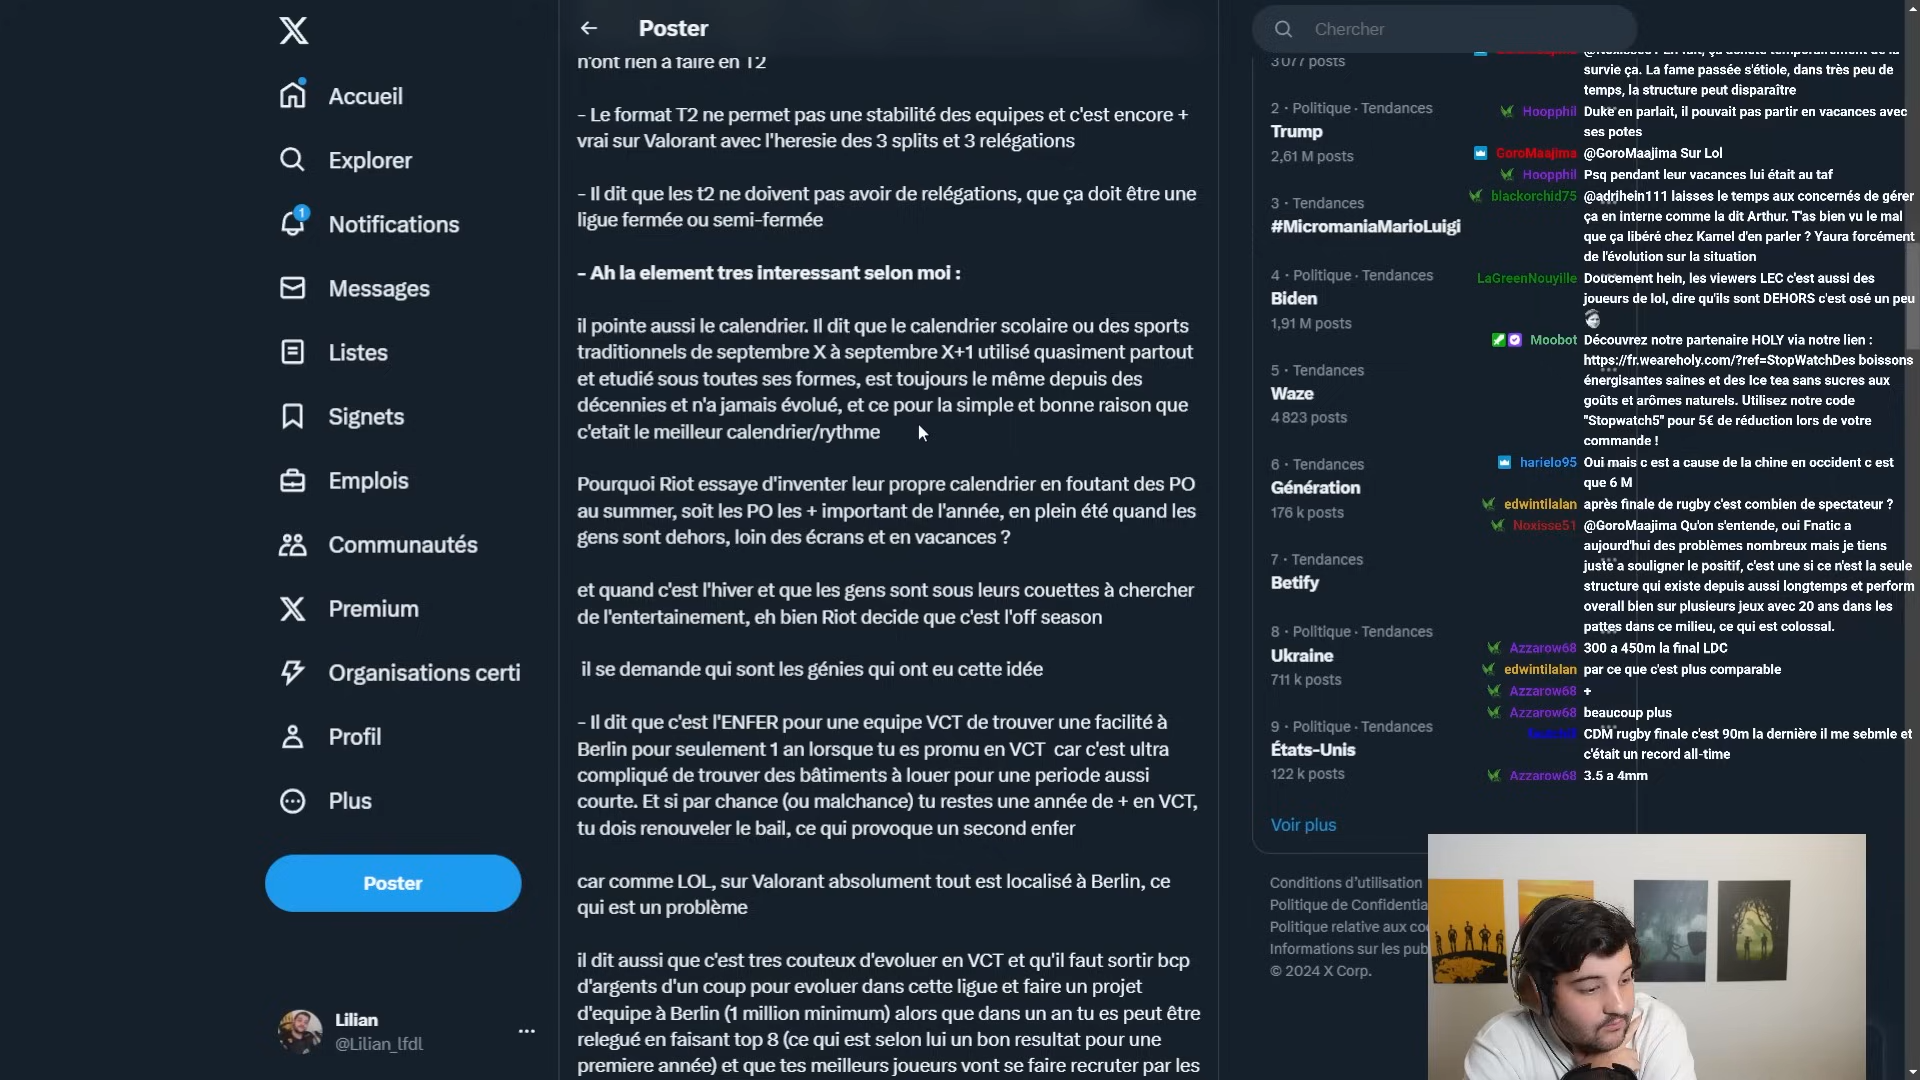 Accueil
Explorer
1
Notifications
Messages
Listes
Signets
Emplois
Communautés
Premium
Organisations certi
Profil
Plus
Poster
Lilian
@Lilian_lfdl
Poster
n'ont rien à faire en T2
- Le format T2 ne permet pas une stabilité des equipes et c'est encore +
vrai sur Valorant avec l'heresie des 3 splits et 3 relégations
- Il dit que les t2 ne doivent pas avoir de relégations, que ça doit être une
ligue fermée ou semi-fermée
- Ah la element tres interessant selon moi :
il pointe aussi le calendrier. Il dit que le calendrier scolaire ou des sports
traditionnels de septembre X à septembre X+1 utilisé quasiment partout
et etudié sous toutes ses formes, est toujours le même depuis des
décennies et n'a jamais évolué, et ce pour la simple et bonne raison que
c'etait le meilleur calendrier/rythme
Pourquoi Riot essaye d'inventer leur propre calendrier en foutant des PO
au summer, soit les PO les + important de l'année, en plein été quand les
gens sont dehors, loin des écrans et en vacances ?
et quand c'est l'hiver et que les gens sont sous leurs couettes à chercher
de l'entertainement, eh bien Riot decide que c'est l'off season
il se demande qui sont les génies qui ont eu cette idée
- Il dit que c'est l'ENFER pour une equipe VCT de trouver une facilité à
Berlin pour seulement 1 an lorsque tu es promu en VCT car c'est ultra
compliqué de trouver des bâtiments à louer pour une periode aussi
courte. Et si par chance (ou malchance) tu restes une année de + en VCT,
tu dois renouveler le bail, ce qui provoque un second enfer
car comme LOL, sur Valorant absolument tout est localisé à Berlin, ce
qui est un problème
il dit aussi que c'est tres couteux d'evoluer en VCT et qu'il faut sortir bcp
d'argents d'un coup pour evoluer dans cette ligue et faire un projet
d'equipe à Berlin (1 million minimum) alors que dans un an tu es peut être
relegué en faisant top 8 (ce qui est selon lui un bon resultat pour une
premiere année) et que tes meilleurs joueurs vont se faire recruter par les
Chercher
3 077 posts
2 · Politique · Tendances
Trump
2,61 M posts
3 · Tendances
#MicromaniaMarioLuigi
4 · Politique · Tendances
Biden
1,91 M posts
5 · Tendances
Waze
4 823 posts
6 · Tendances
Génération
176 k posts
7 · Tendances
Betify
8 · Politique · Tendances
Ukraine
711 k posts
9 · Politique · Tendances
États-Unis
122 k posts
Voir plus
Conditions d'utilisation
Politique de Confidentia
Politique relative aux co
Informations sur les pub
© 2024 X Corp.
survie ça. La fame passée s'étiole, dans très peu de
temps, la structure peut disparaître
Hoopphil Duke en parlait, il pouvait pas partir en vacances avec
ses potes
GoroMaajima @GoroMaajima Sur Lol
Hoopphil Psq pendant leur vacances lui était au taf
blackorchid75 @adrihein111 laisses le temps aux concernés de gérer
ça en interne comme la dit Arthur. T'as bien vu le mal
que ça libéré chez Kamel d'en parler ? Yaura forcément
de l'évolution sur la situation
LaGreenNouyille Doucement hein, les viewers LEC c'est aussi des
joueurs de lol, dire qu'ils sont DEHORS c'est osé un peu
Moobot Découvrez notre partenaire HOLY via notre lien :
https://fr.weareholy.com/?ref=StopWatchDes boissons
énergisantes saines et des Ice tea sans sucres aux
goûts et arômes naturels. Utilisez notre code
"Stopwatch5" pour 5€ de réduction lors de votre
commande !
harielo95 Oui mais c est a cause de la chine en occident c est
que 6 M
edwintilalan après finale de rugby c'est combien de spectateur ?
Noxisse51 @GoroMaajima Qu'on s'entende, oui Fnatic a
aujourd'hui des problèmes nombreux mais je tiens
juste a souligner le positif, c'est une si ce n'est la seule
structure qui existe depuis aussi longtemps et perform
overall bien sur plusieurs jeux avec 20 ans dans les
pattes dans ce milieu, ce qui est colossal.
Azzarow68 300 a 450m la final LDC
edwintilalan par ce que c'est plus comparable
Azzarow68 +
Azzarow68 beaucoup plus
CDM rugby finale c'est 90m la dernière il me sebmle et
c'était un record all-time
Azzarow68 3.5 a 4mm